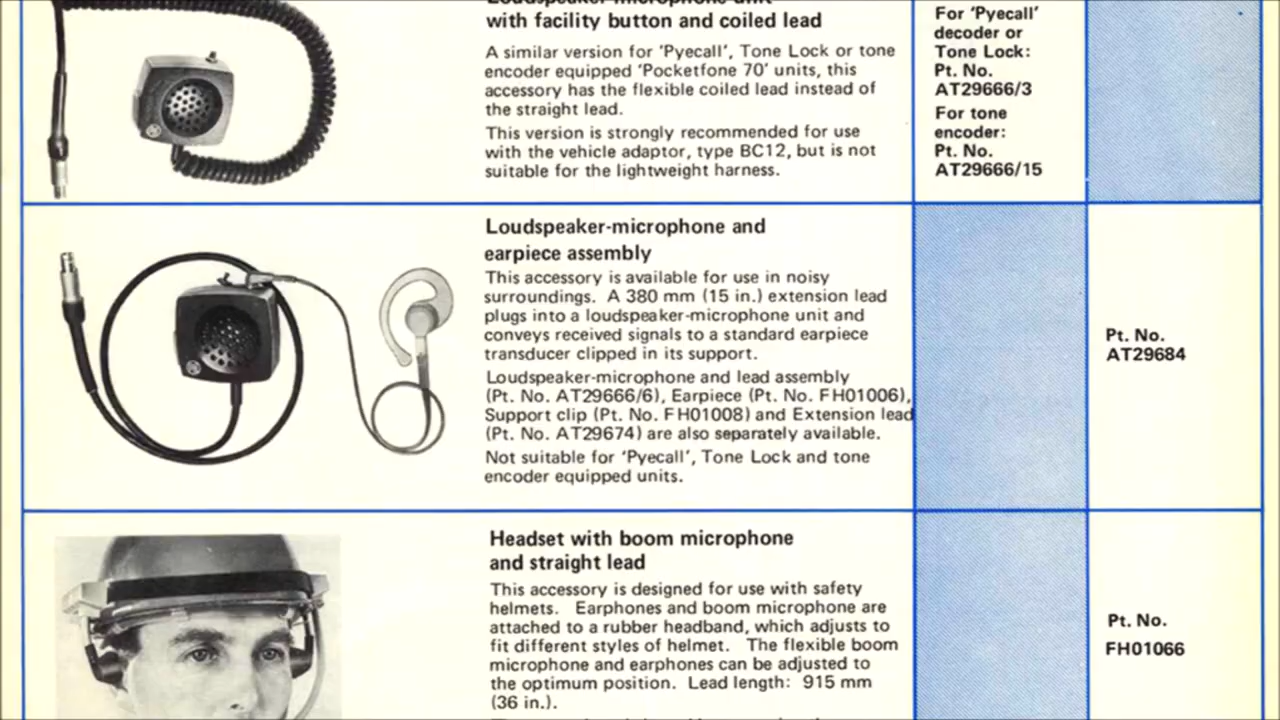 Loudspeaker-microphone unit
with facility button and coiled lead
A similar version for ‘Pyecall’, Tone Lock or tone
encoder equipped ‘Pocketfone 70’ units, this
accessory has the flexible coiled lead instead of
the straight lead.
This version is strongly recommended for use
with the vehicle adaptor, type BC12, but is not
suitable for the lightweight harness.
For ‘Pyecall’
decoder or
Tone Lock:
Pt. No.
AT29666/3
For tone
encoder:
Pt. No.
AT29666/15
Loudspeaker-microphone and
earpiece assembly
This accessory is available for use in noisy
surroundings. A 380 mm (15 in.) extension lead
plugs into a loudspeaker-microphone unit and
conveys received signals to a standard earpiece
transducer clipped in its support.
Loudspeaker-microphone and lead assembly
(Pt. No. AT29666/6), Earpiece (Pt. No. FH01006),
Support clip (Pt. No. FH01008) and Extension lead
(Pt. No. AT29674) are also separately available.
Not suitable for ‘Pyecall’, Tone Lock and tone
encoder equipped units.
Pt. No.
AT29684
Headset with boom microphone
and straight lead
This accessory is designed for use with safety
helmets. Earphones and boom microphone are
attached to a rubber headband, which adjusts to
fit different styles of helmet. The flexible boom
microphone and earphones can be adjusted to
the optimum position. Lead length: 915 mm
(36 in.).
Pt. No.
FH01066